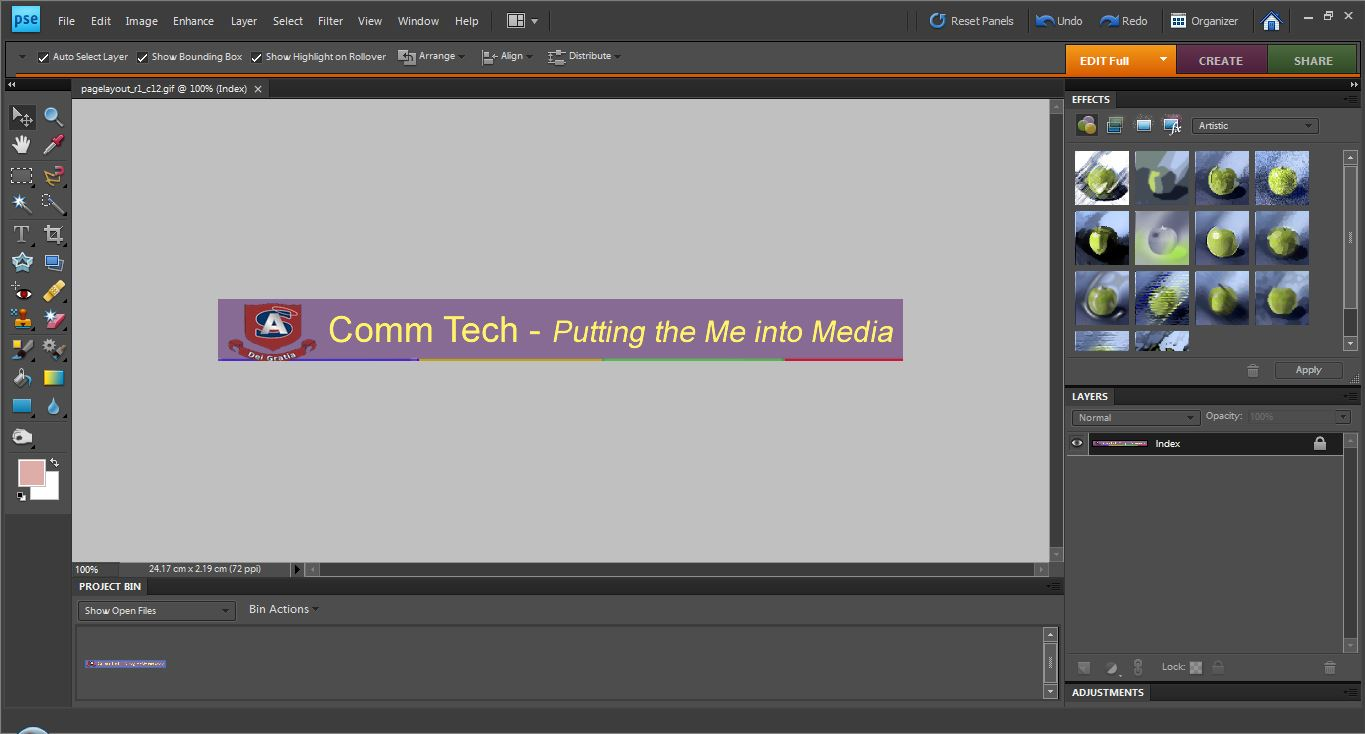 pse File Edit Image Enhance Layer Select Filter View Window Help Reset Panels Undo Redo Organizer
Auto Select Layer Show Bounding Box Show Highlight on Rollover Arrange Align Distribute EDIT Full CREATE SHARE
pagelayout_r1_c12.gif @ 100% (Index)
EFFECTS
Artistic
A
Dei Gratia
Comm Tech - Putting the Me into Media
Apply
LAYERS
Normal Opacity: 100%
Index
100% 24.17 cm x 2.19 cm (72 ppi)
PROJECT BIN
Show Open Files Bin Actions
Lock:
ADJUSTMENTS